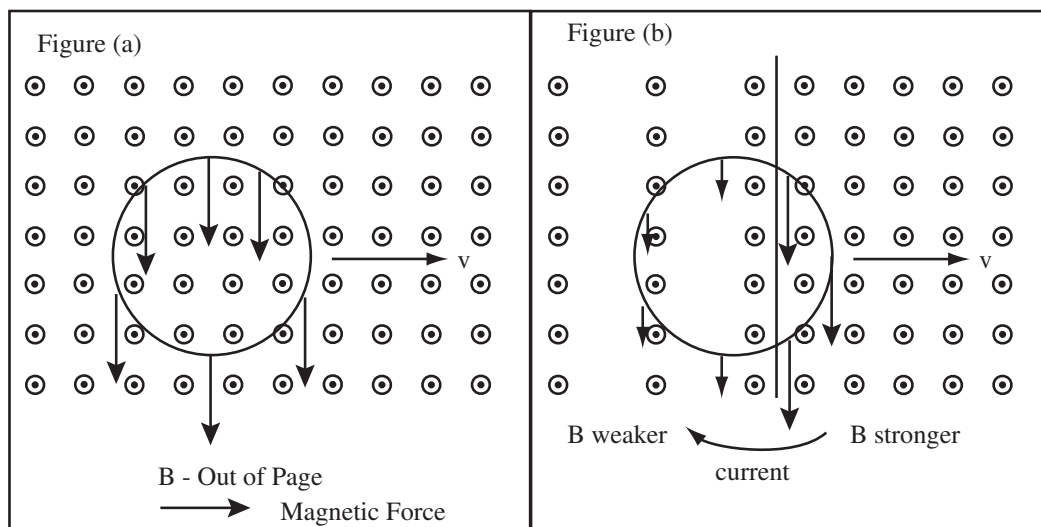 Figure (a)
v
B - Out of Page
Magnetic Force
Figure (b)
v
B weaker
B stronger
current